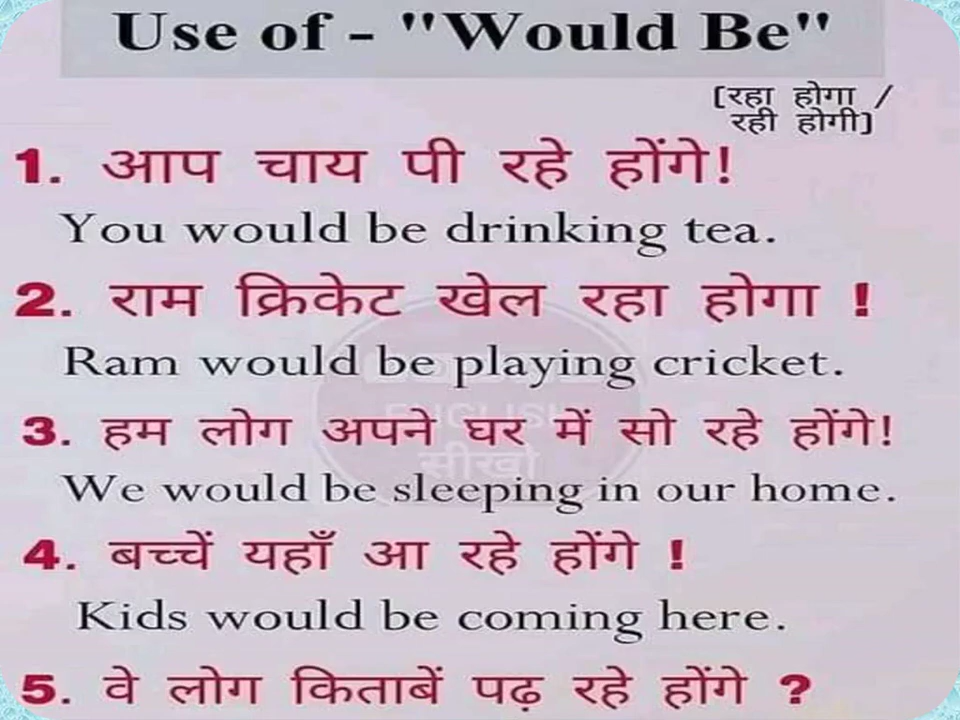 Use of - "Would Be"
[रहा होगा /
रही होगी]
1. आप चाय पी रहे होंगे!
You would be drinking tea.
2. राम क्रिकेट खेल रहा होगा !
Ram would be playing cricket.
3. हम लोग अपने घर में सो रहे होंगे!
We would be sleeping in our home.
4. बच्चें यहाँ आ रहे होंगे !
Kids would be coming here.
5. वे लोग किताबें पढ़ रहे होंगे ?
ENGLISH
सीखो